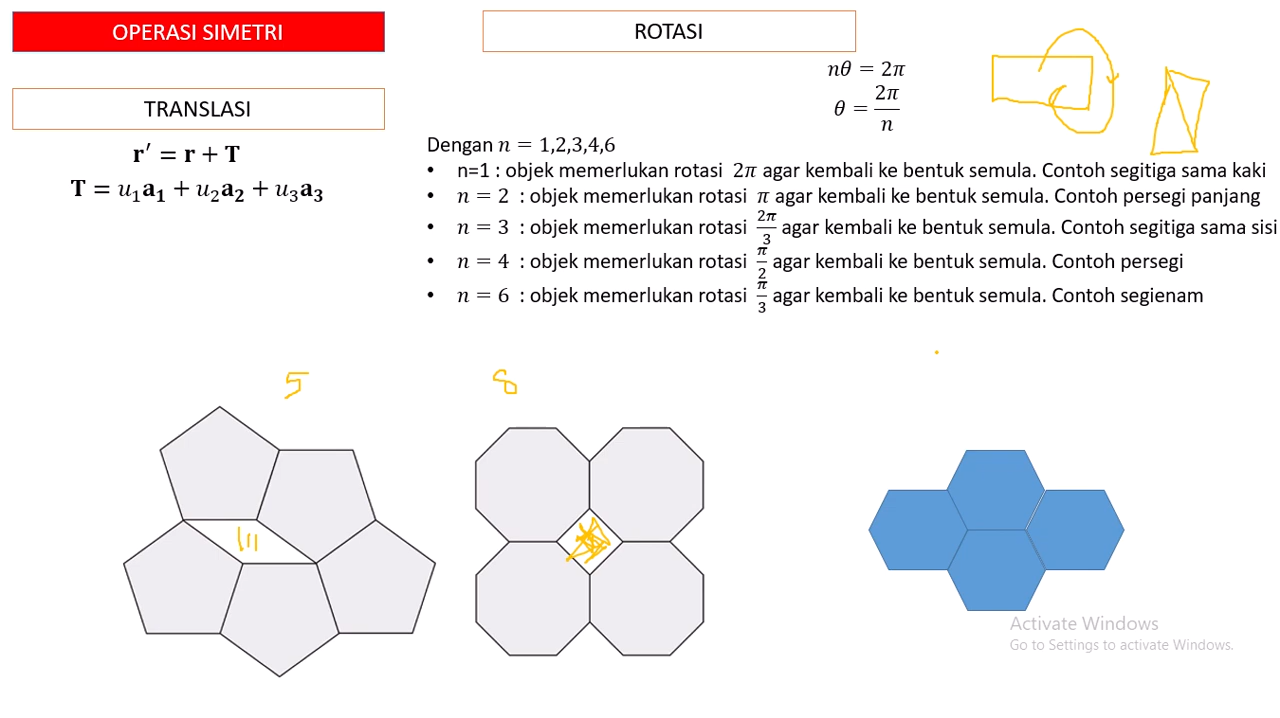 OPERASI SIMETRI
TRANSLASI
𝐫′ = 𝐫 + 𝐓
𝐓 = 𝑢₁𝐚₁ + 𝑢₂𝐚₂ + 𝑢₃𝐚₃
ROTASI
𝑛𝜃 = 2𝜋
𝜃 = 2𝜋/𝑛
Dengan 𝑛 = 1,2,3,4,6
• n=1 : objek memerlukan rotasi 2𝜋 agar kembali ke bentuk semula. Contoh segitiga sama kaki
• 𝑛 = 2 : objek memerlukan rotasi 𝜋 agar kembali ke bentuk semula. Contoh persegi panjang
• 𝑛 = 3 : objek memerlukan rotasi 2𝜋/3 agar kembali ke bentuk semula. Contoh segitiga sama sisi
• 𝑛 = 4 : objek memerlukan rotasi 𝜋/2 agar kembali ke bentuk semula. Contoh persegi
• 𝑛 = 6 : objek memerlukan rotasi 𝜋/3 agar kembali ke bentuk semula. Contoh segienam
5
8
Activate Windows
Go to Settings to activate Windows.